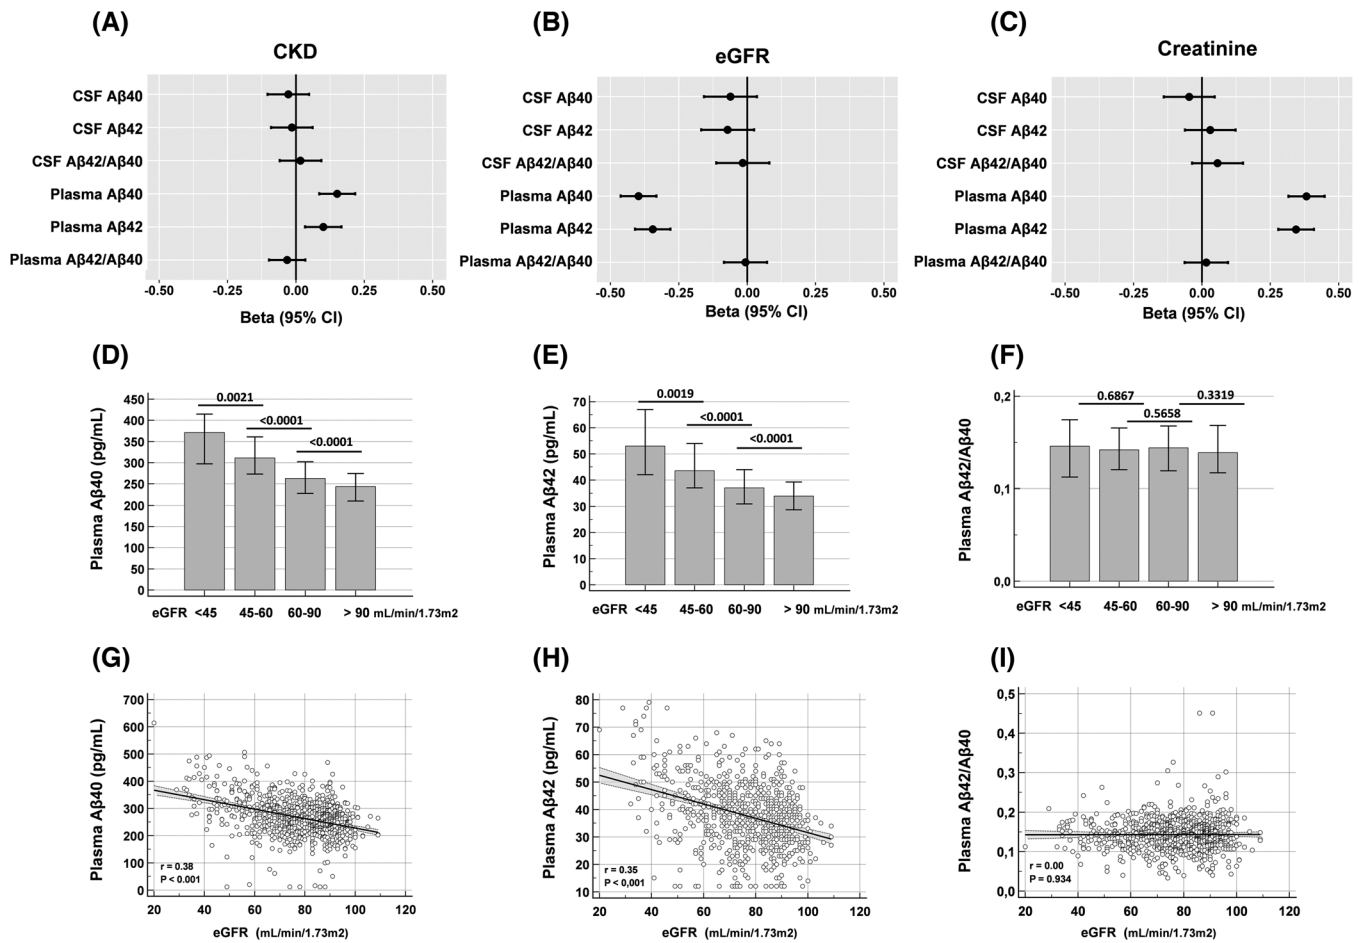 (A)
CKD
CSF Aβ40
CSF Aβ42
CSF Aβ42/Aβ40
Plasma Aβ40
Plasma Aβ42
Plasma Aβ42/Aβ40
-0.50 -0.25 0.00 0.25 0.50
Beta (95% CI)
(B)
eGFR
CSF Aβ40
CSF Aβ42
CSF Aβ42/Aβ40
Plasma Aβ40
Plasma Aβ42
Plasma Aβ42/Aβ40
-0.50 -0.25 0.00 0.25 0.50
Beta (95% CI)
(C)
Creatinine
CSF Aβ40
CSF Aβ42
CSF Aβ42/Aβ40
Plasma Aβ40
Plasma Aβ42
Plasma Aβ42/Aβ40
-0.50 -0.25 0.00 0.25 0.50
Beta (95% CI)
(D)
Plasma Aβ40 (pg/mL)
450
400
350
300
250
200
150
100
50
0
0.0021
<0.0001
<0.0001
eGFR <45 45-60 60-90 > 90 mL/min/1.73m2
(E)
Plasma Aβ42 (pg/mL)
70
60
50
40
30
20
10
0
0.0019
<0.0001
<0.0001
eGFR <45 45-60 60-90 > 90 mL/min/1.73m2
(F)
Plasma Aβ42/Aβ40
0,2
0,1
0,0
0.6867
0.5658
0.3319
eGFR <45 45-60 60-90 > 90 mL/min/1.73m2
(G)
Plasma Aβ40 (pg/mL)
700
600
500
400
300
200
100
0
r = 0.38
P < 0.001
20 40 60 80 100 120
eGFR (mL/min/1.73m2)
(H)
Plasma Aβ42 (pg/mL)
80
70
60
50
40
30
20
10
r = 0.35
P < 0,001
20 40 60 80 100 120
eGFR (mL/min/1.73m2)
(I)
Plasma Aβ42/Aβ40
0,5
0,4
0,3
0,2
0,1
0,0
r = 0.00
P = 0.934
20 40 60 80 100 120
eGFR (mL/min/1.73m2)